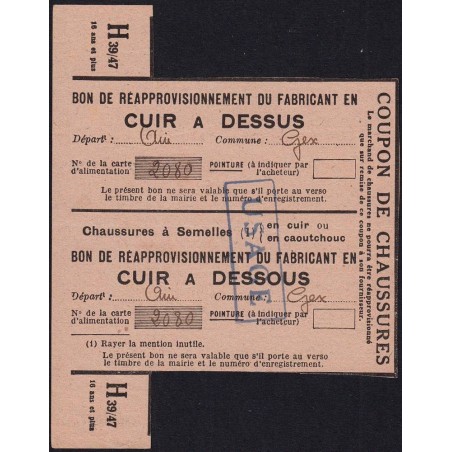 H 39/47
16 ans et plus
BON DE RÉAPPROVISIONNEMENT DU FABRICANT EN
CUIR A DESSUS
Départt : Ain Commune : Gex
No de la carte d'alimentation 2080 POINTURE (à indiquer par l'acheteur)
Le présent bon ne sera valable que s'il porte au verso
le timbre de la mairie et le numéro d'enregistrement.
Chaussures à Semelles (1) en cuir ou en caoutchouc
BON DE RÉAPPROVISIONNEMENT DU FABRICANT EN
CUIR A DESSOUS
Départt : Ain Commune : Gex
No de la carte d'alimentation 2080 POINTURE (à indiquer par l'acheteur)
(1) Rayer la mention inutile.
Le présent bon ne sera valable que s'il porte au verso
le timbre de la mairie et le numéro d'enregistrement.
H 39/47
16 ans et plus
USAGE
COUPON DE CHAUSSURES
Le marchand de chaussures ne pourra être réapprovisionné
que sur remise de ce coupon à son fournisseur.